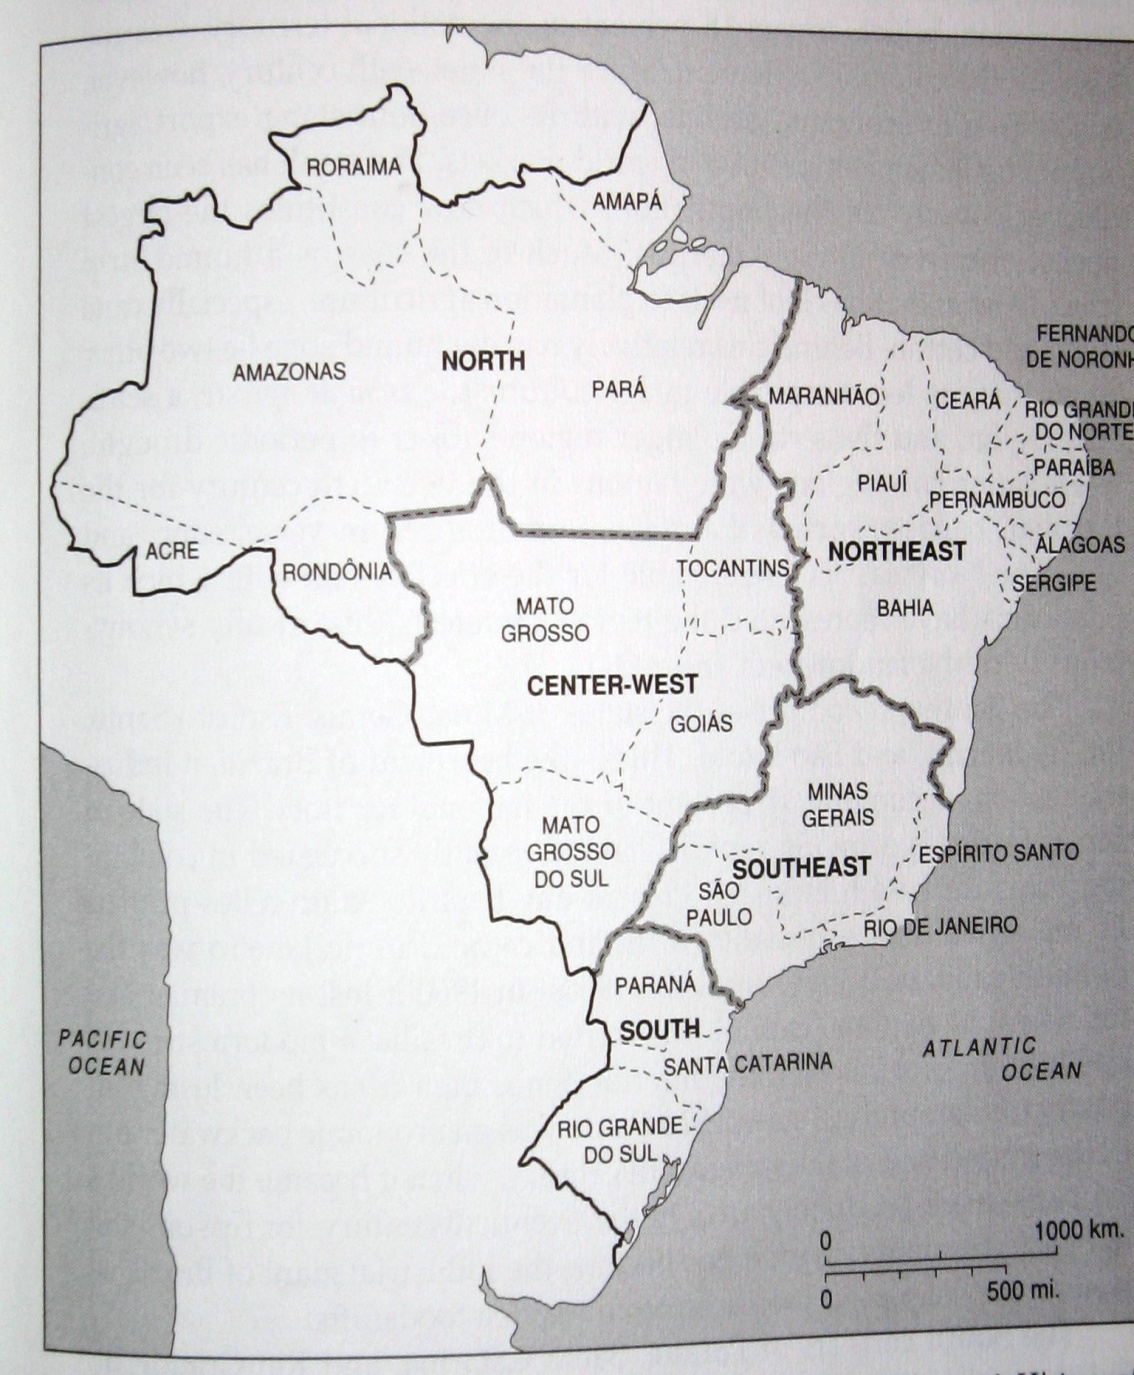 RORAIMA
AMAPÁ
FERNANDO
DE NORONH
NORTH
AMAZONAS
PARÁ
MARANHÃO
CEARÁ
RIO GRANDE
DO NORTE
PARAÍBA
PIAUÎ
PERNAMBUCO
ACRE
RONDÔNIA
TOCANTINS
NORTHEAST
ÁLAGOAS
SERGIPE
MATO
GROSSO
BAHIA
CENTER-WEST
GOIÁS
MINAS
GERAIS
MATO
GROSSO
DO SUL
ESPÍRITO SANTO
SOUTHEAST
SÃO
PAULO
RIO DE JANEIRO
PARANÁ
SOUTH
PACIFIC
OCEAN
SANTA CATARINA
ATLANTIC
OCEAN
RIO GRANDE
DO SUL
0 1000 km.
0 500 mi.